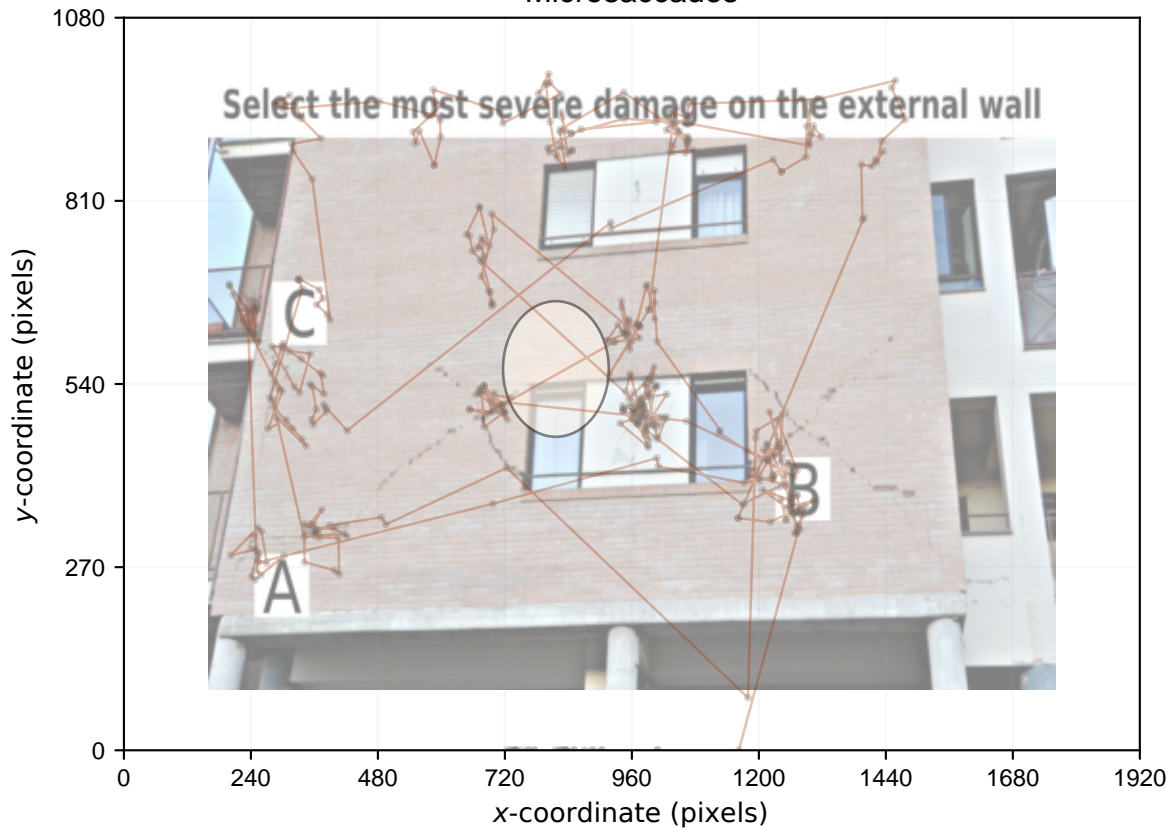 Microsaccades
1080
Select the most severe damage on the external wall
810
C
540
B
270
A
0
0 240 480 720 960 1200 1440 1680 1920
x-coordinate (pixels)
y-coordinate (pixels)